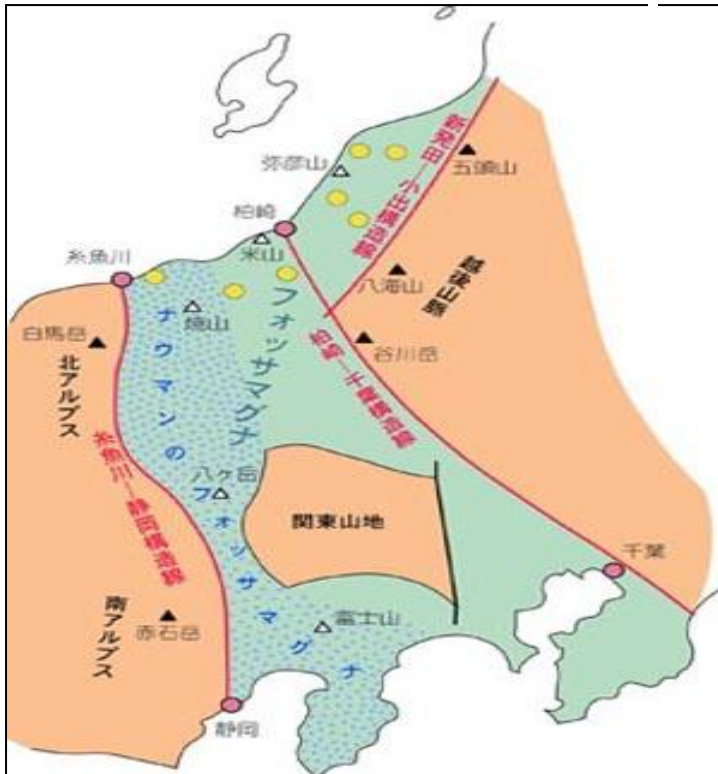 新発田—小出構造線
五頭山
弥彦山
柏崎
米山
糸魚川
焼山
八海山
越後山脈
谷川岳
白馬岳
北アルプス
フォッサマグナ
柏崎—千葉構造線
ナウマンのフォッサマグナ
糸魚川—静岡構造線
八ヶ岳
関東山地
千葉
南アルプス
赤石岳
富士山
静岡